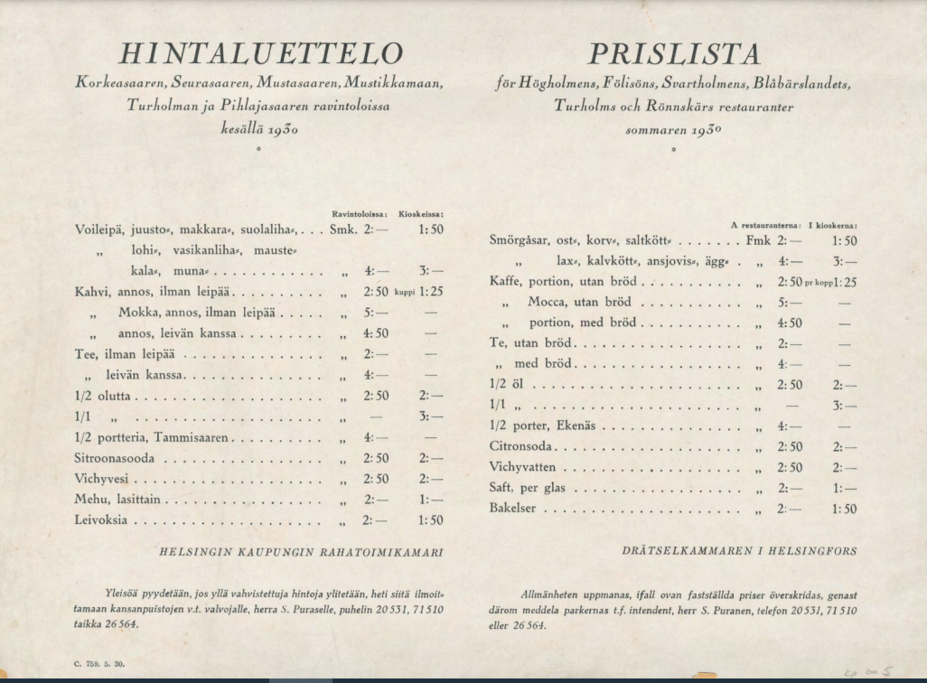 HINTALUETTELO
Korkeasaaren, Seurasaaren, Mustasaaren, Mustikkamaan,
Turholman ja Pihlajasaaren ravintoloissa
kesällä 1930
*
Ravintoloissa: Kioskeissa:
Voileipä, juusto-, makkara-, suolaliha-, . . . Smk. 2:— 1:50
„ lohi-, vasikanliha-, mauste-
kala-, muna- . . . . . . . . . . . „ 4:— 3:—
Kahvi, annos, ilman leipää . . . . . . . . . . „ 2:50 kuppi 1:25
„ Mokka, annos, ilman leipää . . . . . „ 5:— —
„ annos, leivän kanssa . . . . . . . . . „ 4:50 —
Tee, ilman leipää . . . . . . . . . . . . . . . „ 2:— —
„ leivän kanssa . . . . . . . . . . . . . . . „ 4:— —
1/2 olutta . . . . . . . . . . . . . . . . . . . „ 2:50 2:—
1/1 „ . . . . . . . . . . . . . . . . . . . . „ — 3:—
1/2 portteria, Tammisaaren . . . . . . . . . . „ 4:— —
Sitroonasooda . . . . . . . . . . . . . . . . . „ 2:50 2:—
Vichyvesi . . . . . . . . . . . . . . . . . . . „ 2:50 2:—
Mehu, lasittain . . . . . . . . . . . . . . . . . „ 2:— 1:—
Leivoksia . . . . . . . . . . . . . . . . . . . . „ 2:— 1:50
HELSINGIN KAUPUNGIN RAHATOIMIKAMARI
Yleisöä pyydetään, jos yllä vahvistettuja hintoja ylitetään, heti siitä ilmoit-
tamaan kansanpuistojen v.t. valvojalle, herra S. Puraselle, puhelin 20 531, 71 510
taikka 26 564.
C. 759. 5. 30.
PRISLISTA
för Högholmens, Fölisöns, Svartholmens, Blåbärslandets,
Turholms och Rönnskärs restauranter
sommaren 1930
*
A restauranterna: I kioskerna:
Smörgåsar, ost-, korv-, saltkött- . . . . . . . Fmk 2:— 1:50
„ lax-, kalvkött-, ansjovis-, ägg- . „ 4:— 3:—
Kaffe, portion, utan bröd . . . . . . . . . . . „ 2:50 pr kopp 1:25
„ Mocca, utan bröd . . . . . . . . . . . „ 5:— —
„ portion, med bröd . . . . . . . . . . „ 4:50 —
Te, utan bröd . . . . . . . . . . . . . . . . . . „ 2:— —
„ med bröd . . . . . . . . . . . . . . . . . . „ 4:— —
1/2 öl . . . . . . . . . . . . . . . . . . . . . . „ 2:50 2:—
1/1 „ . . . . . . . . . . . . . . . . . . . . . . „ — 3:—
1/2 porter, Ekenäs . . . . . . . . . . . . . . . „ 4:— —
Citronsoda . . . . . . . . . . . . . . . . . . . . „ 2:50 2:—
Vichyvatten . . . . . . . . . . . . . . . . . . . „ 2:50 2:—
Saft, per glas . . . . . . . . . . . . . . . . . . „ 2:— 1:—
Bakelser . . . . . . . . . . . . . . . . . . . . . „ 2:— 1:50
DRÄTSELKAMMAREN I HELSINGFORS
Allmänheten uppmanas, ifall ovan fastställda priser överskridas, genast
därom meddela parkernas t.f. intendent, herr S. Puranen, telefon 20 531, 71 510
eller 26 564.